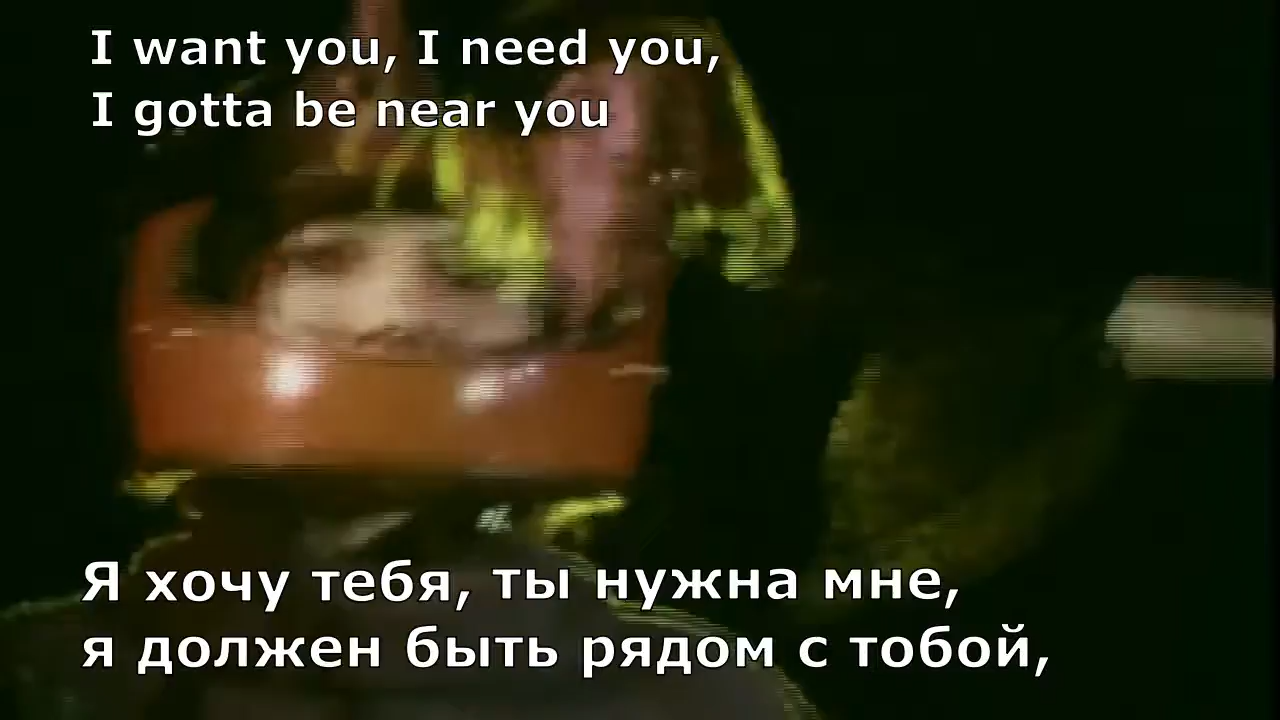 I want you, I need you,
I gotta be near you
Я хочу тебя, ты нужна мне,
я должен быть рядом с тобой,